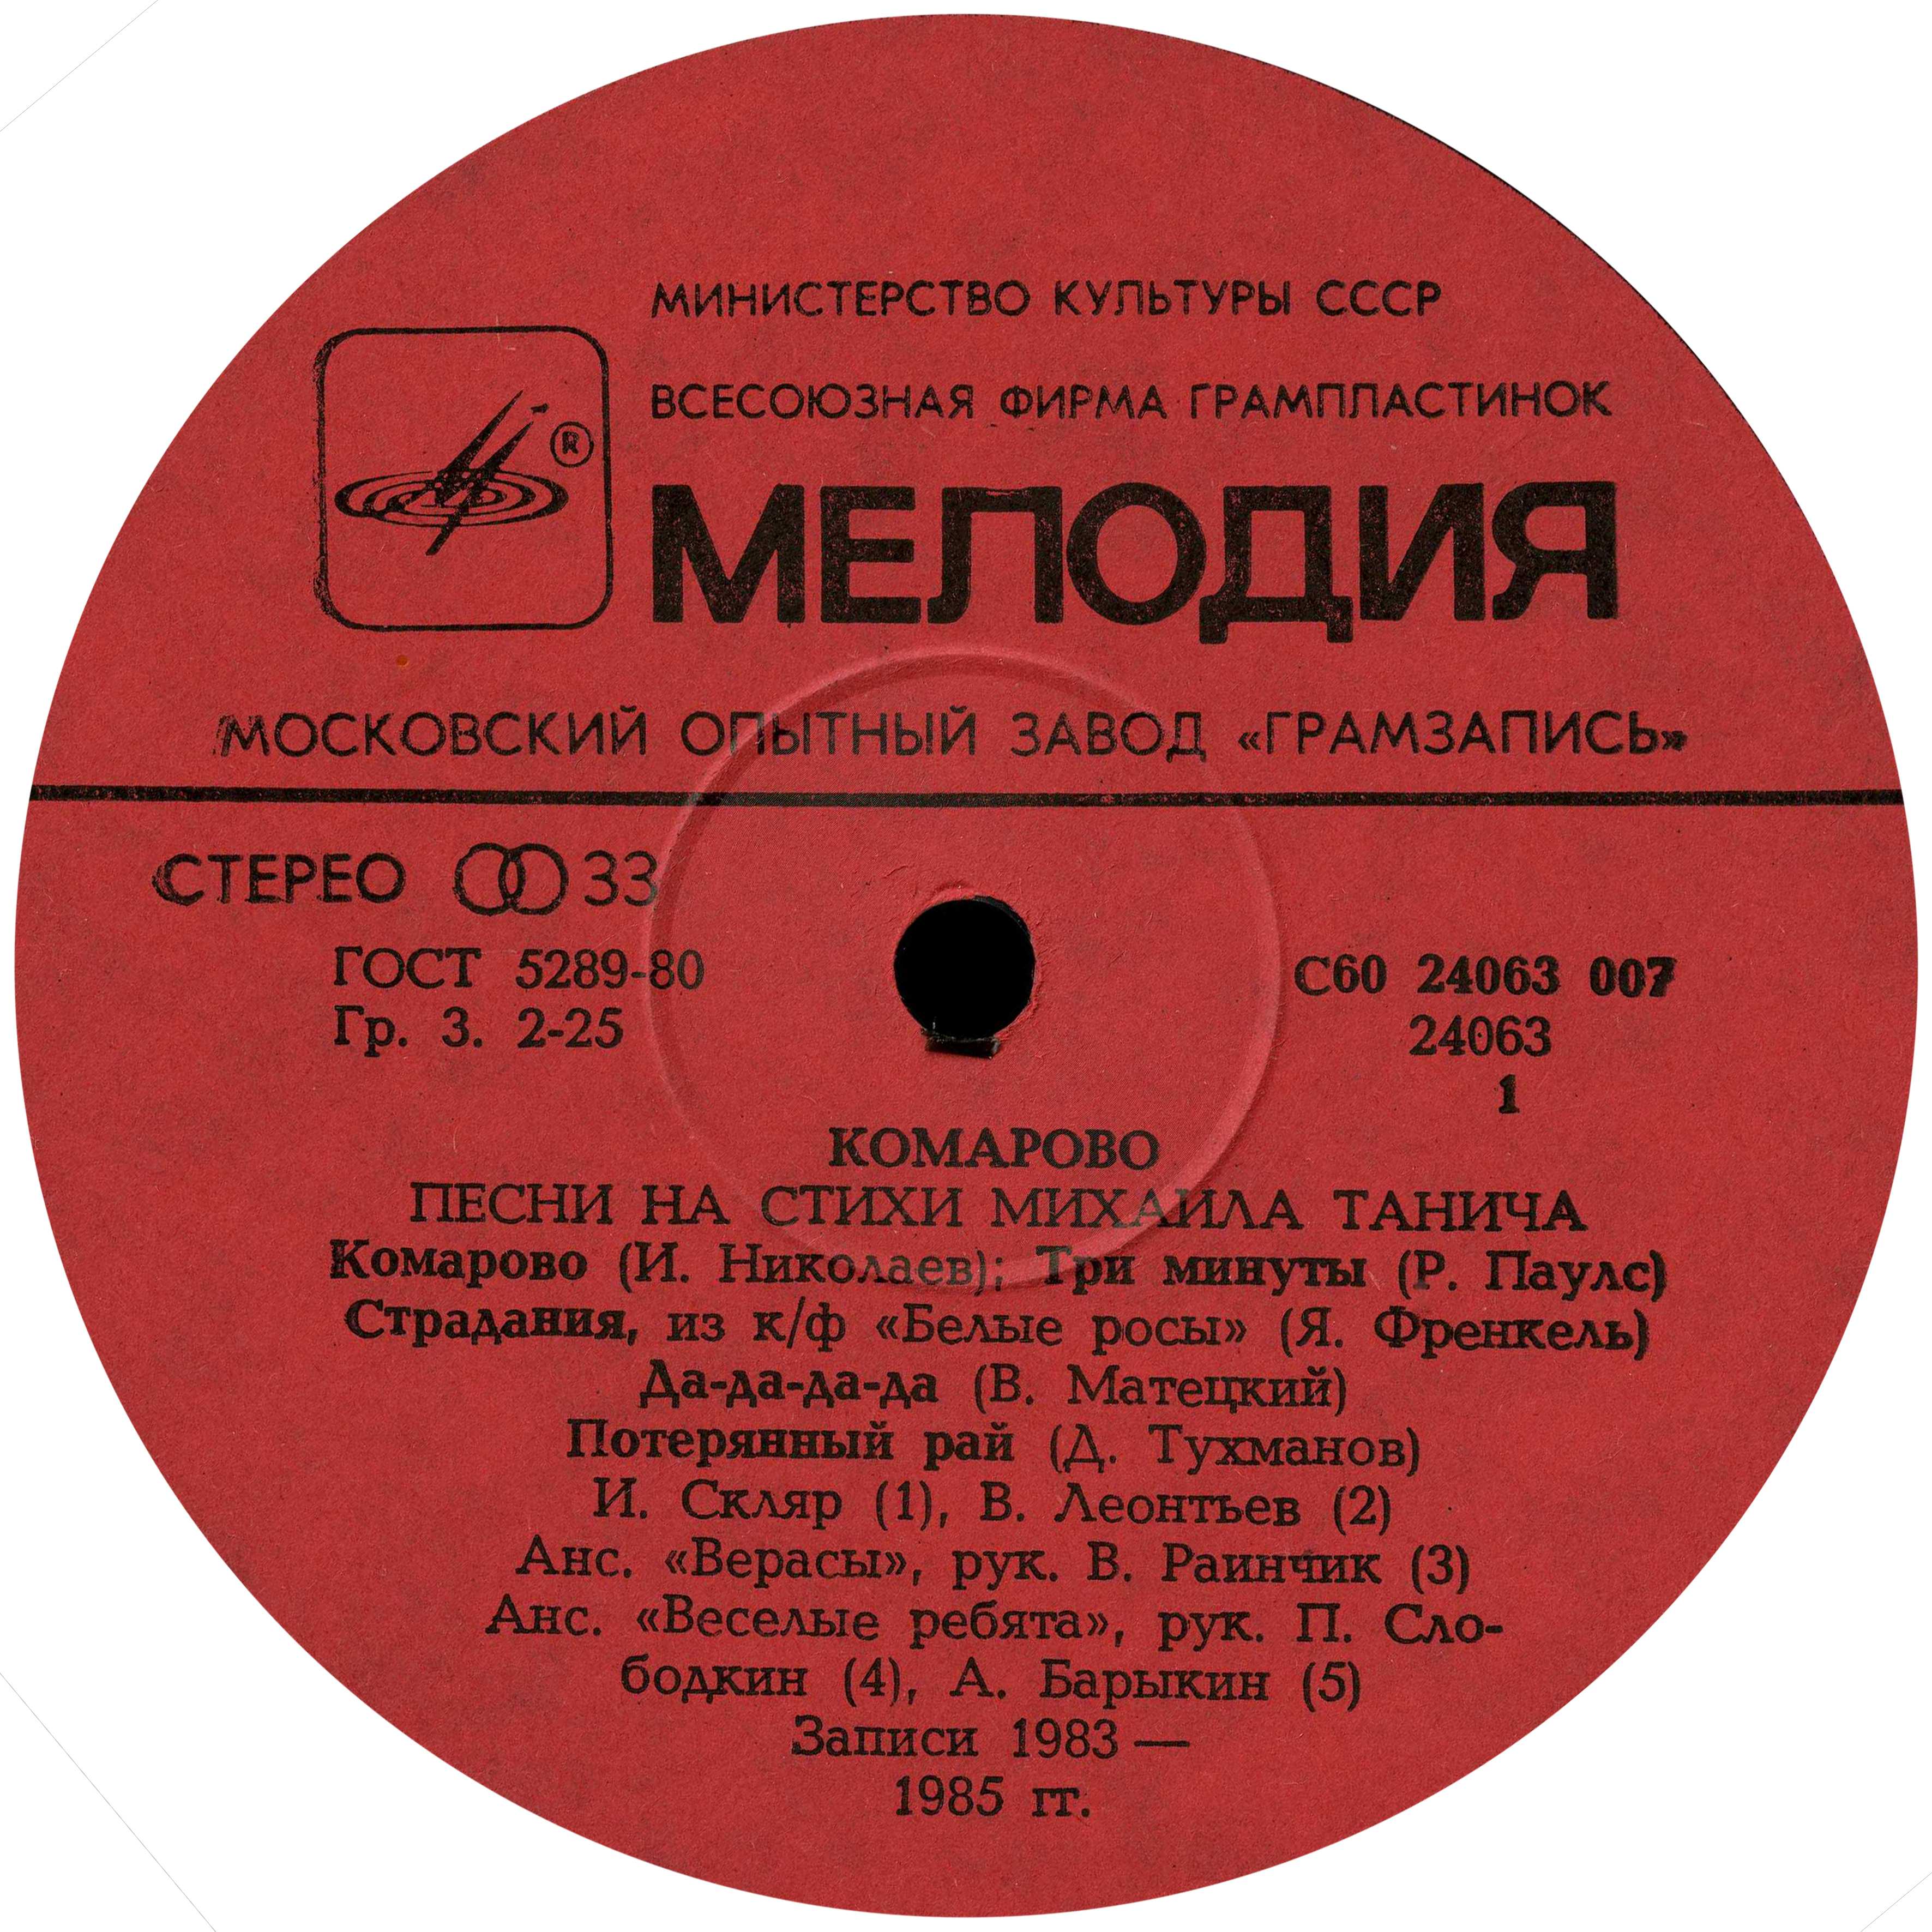 МИНИСТЕРСТВО КУЛЬТУРЫ СССР
ВСЕСОЮЗНАЯ ФИРМА ГРАМПЛАСТИНОК
®
МЕЛОДИЯ
МОСКОВСКИЙ ОПЫТНЫЙ ЗАВОД «ГРАМЗАПИСЬ»
СТЕРЕО 33
ГОСТ 5289-80
Гр. 3. 2-25
С60 24063 007
24063
1
КОМАРОВО
ПЕСНИ НА СТИХИ МИХАИЛА ТАНИЧА
Комарово (И. Николаев); Три минуты (Р. Паулс)
Страдания, из к/ф «Белые росы» (Я. Френкель)
Да-да-да-да (В. Матецкий)
Потерянный рай (Д. Тухманов)
И. Скляр (1), В. Леонтьев (2)
Анс. «Верасы», рук. В. Раинчик (3)
Анс. «Веселые ребята», рук. П. Сло-
бодкин (4), А. Барыкин (5)
Записи 1983 —
1985 гг.